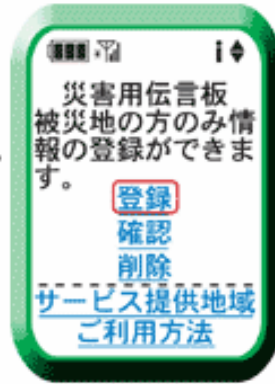 災害用伝言板
被災地の方のみ情
報の登録ができま
す。
登録
確認
削除
サービス提供地域
ご利用方法